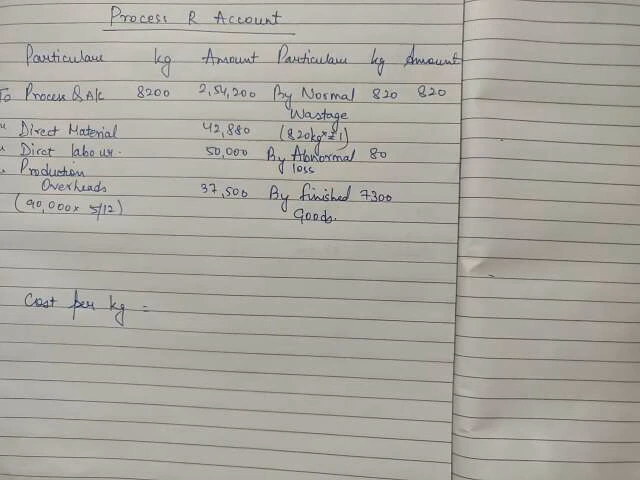 Process R Account
Particulars kg Amount Particulars kg Amount
To Process Q A/c 8200 2,54,200 By Normal 820 820
Wastage
" Direct Material 42,880 (820kg × ₹1)
" Dirct labour. 50,000 By Abnormal 80
" Production loss
Overheads 37,500 By finished 7300
(90,000 × 5/12) Goods.
Cost per kg =